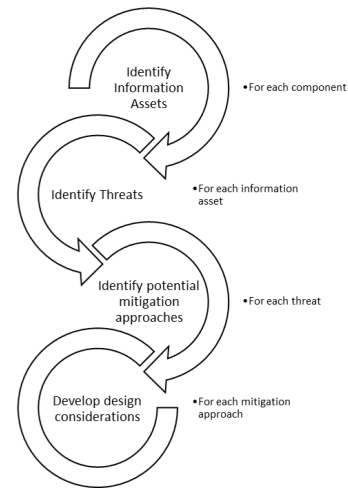 Identify
Information
Assets
•For each component
Identify Threats
•For each information
asset
Identify potential
mitigation
approaches
•For each threat
Develop design
considerations
•For each mitigation
approach